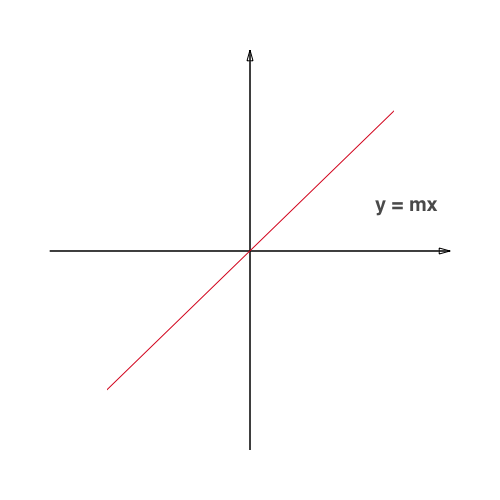 y = mx